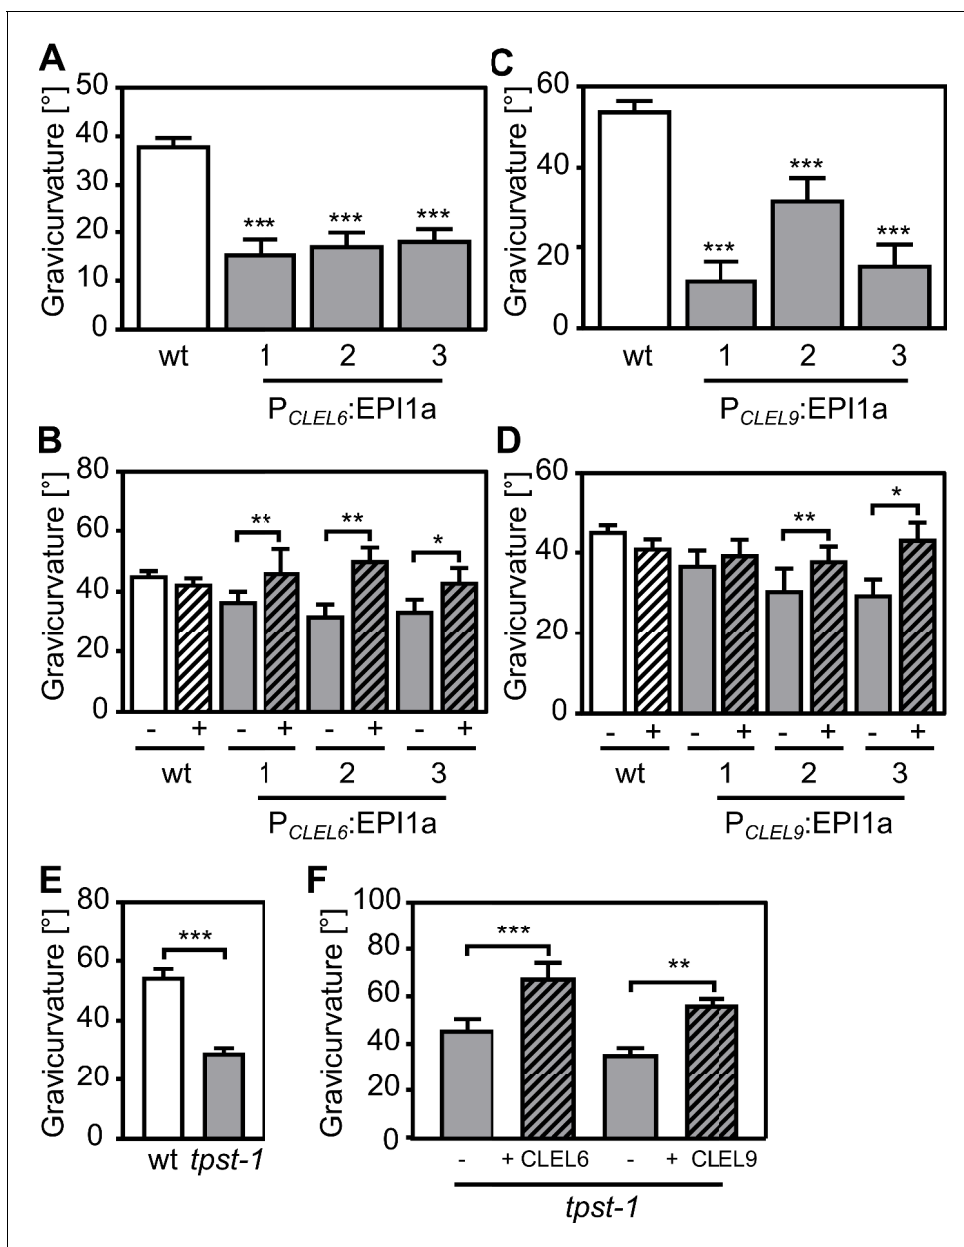 A
Gravicurvature [°]
50
40
30
20
10
0
***
***
***
wt
1
2
3
PCLEL6:EPI1a
C
Gravicurvature [°]
60
40
20
0
***
***
***
wt
1
2
3
PCLEL9:EPI1a
B
Gravicurvature [°]
80
60
40
20
0
**
**
*
- + - + - + - +
wt
1
2
3
PCLEL6:EPI1a
D
Gravicurvature [°]
60
40
20
0
**
*
- + - + - + - +
wt
1
2
3
PCLEL9:EPI1a
E
Gravicurvature [°]
80
60
40
20
0
***
wt tpst-1
F
Gravicurvature [°]
100
80
60
40
20
0
***
**
- + CLEL6 - + CLEL9
tpst-1